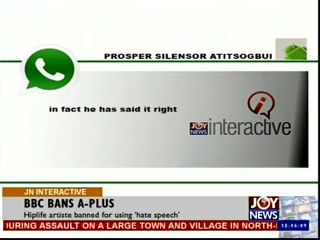 PROSPER SILENSOR ATITSOGBUI
in fact he has said it right
JOY
NEWS
interactive
JN INTERACTIVE
BBC BANS A-PLUS
Hiplife artiste banned for using 'hate speech'
JOY
NEWS
DURING ASSAULT ON A LARGE TOWN AND VILLAGE IN NORTH-